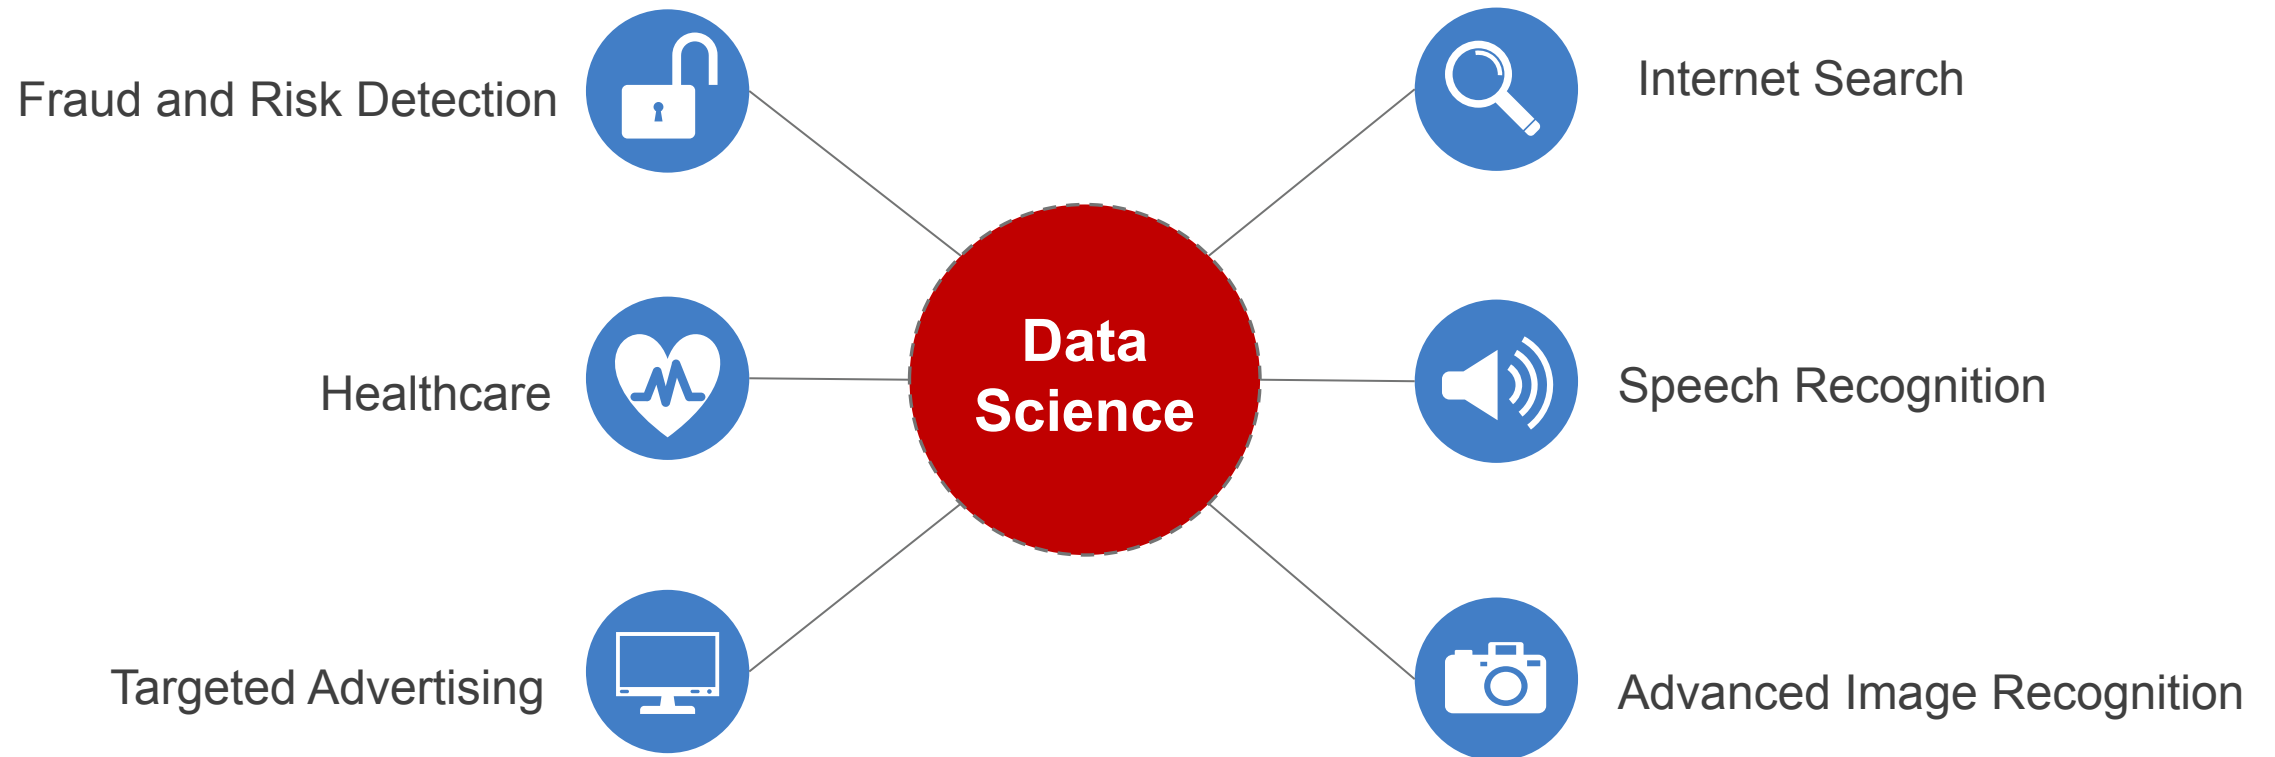 Fraud and Risk Detection
Internet Search
Data
Science
Healthcare
Speech Recognition
Targeted Advertising
Advanced Image Recognition